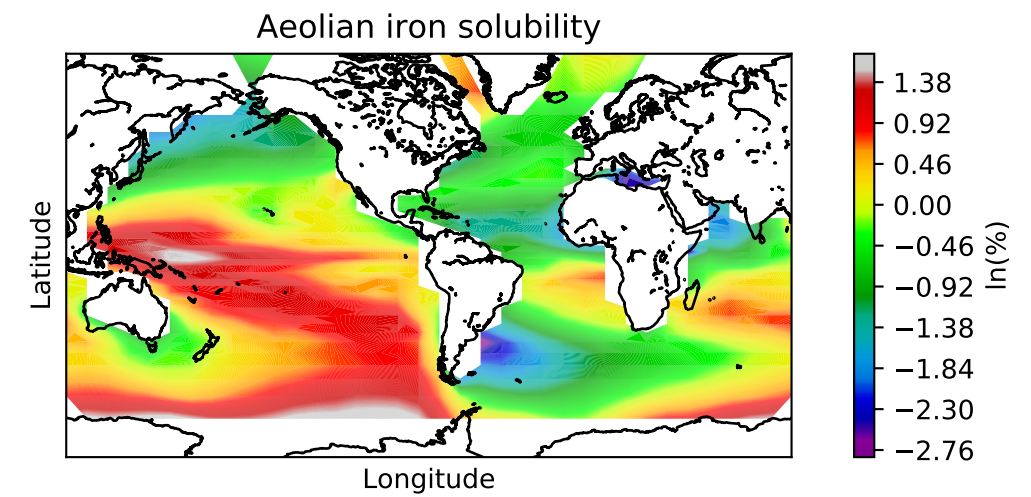 Aeolian iron solubility
Latitude
Longitude
1.38
0.92
0.46
0.00
−0.46
−0.92
−1.38
−1.84
−2.30
−2.76
ln(%)